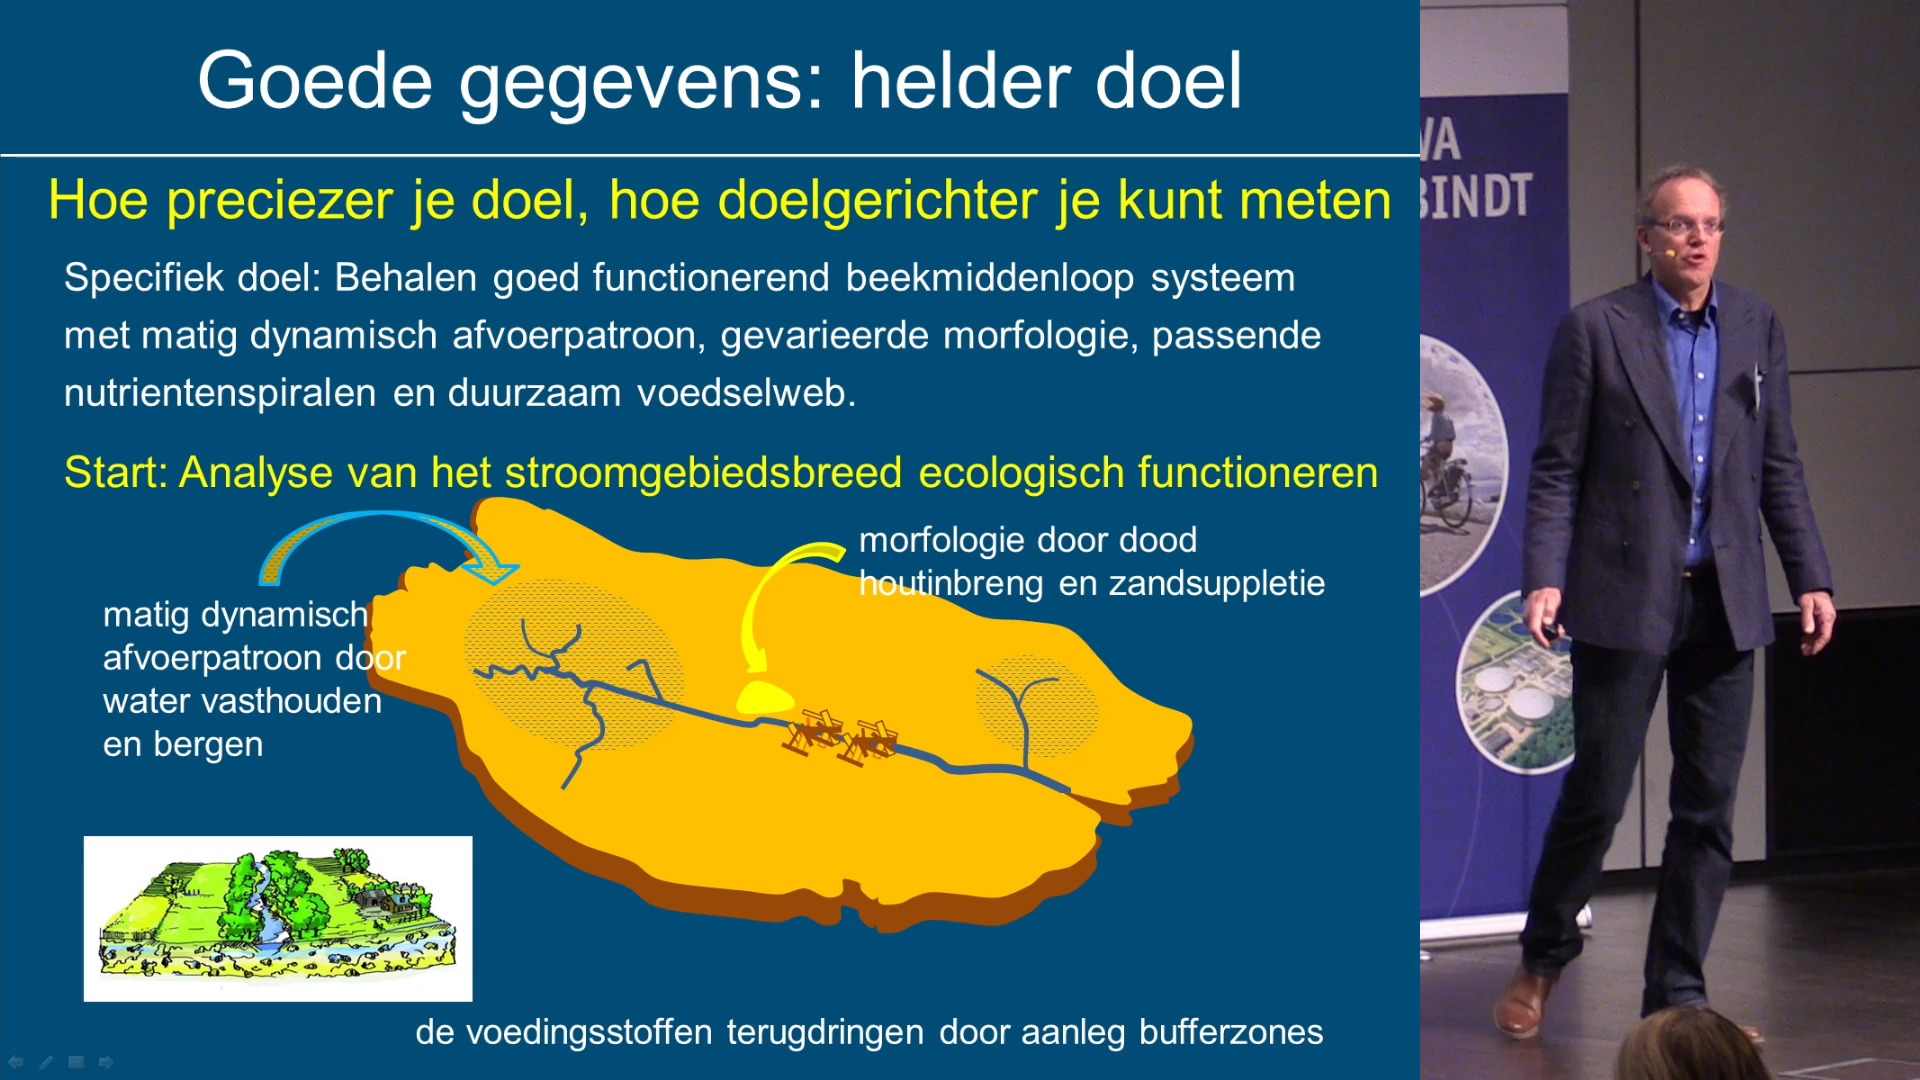 Goede gegevens: helder doel
Hoe preciezer je doel, hoe doelgerichter je kunt meten
Specifiek doel: Behalen goed functionerend beekmiddenloop systeem
met matig dynamisch afvoerpatroon, gevarieerde morfologie, passende
nutrientenspiralen en duurzaam voedselweb.
Start: Analyse van het stroomgebiedsbreed ecologisch functioneren
morfologie door dood
houtinbreng en zandsuppletie
matig dynamisch
afvoerpatroon door
water vasthouden
en bergen
de voedingsstoffen terugdringen door aanleg bufferzones
WA
BINDT